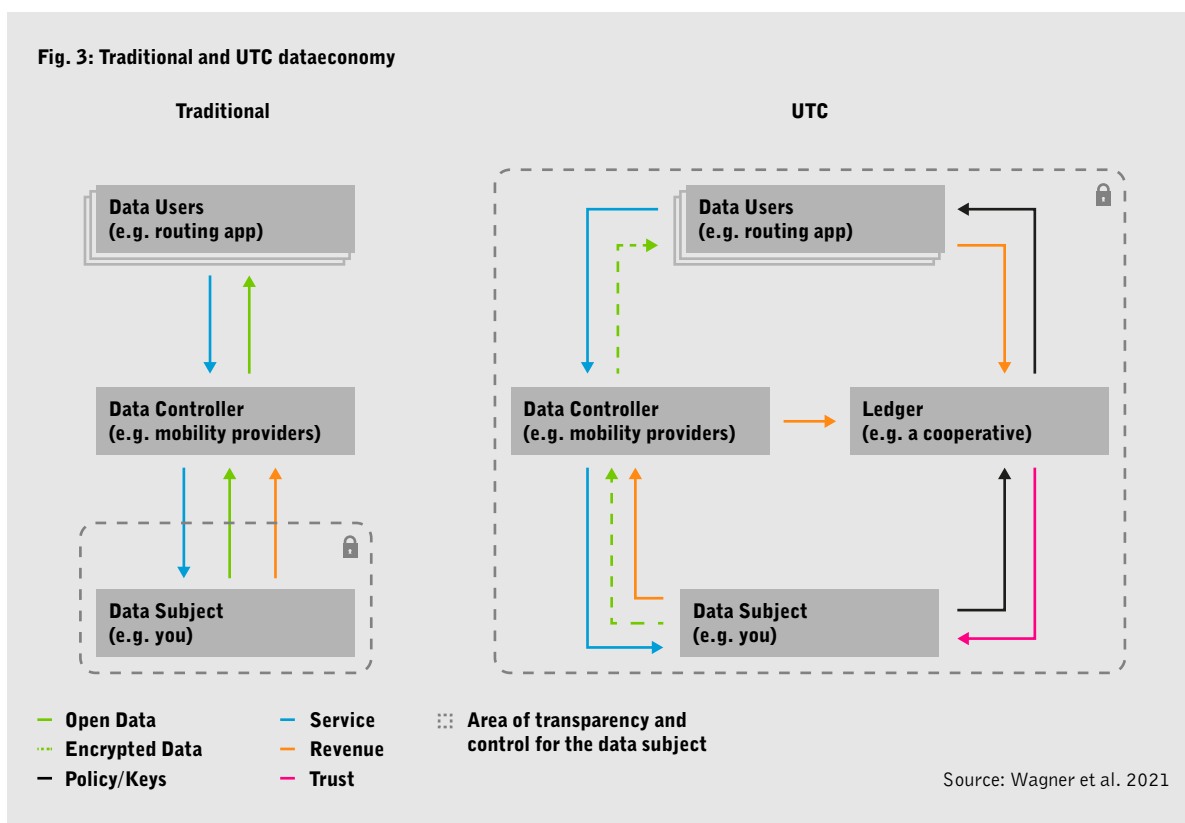 Fig. 3: Traditional and UTC dataeconomy
Traditional
Data Users
(e.g. routing app)
Data Controller
(e.g. mobility providers)
Data Subject
(e.g. you)
UTC
Data Users
(e.g. routing app)
Data Controller
(e.g. mobility providers)
Ledger
(e.g. a cooperative)
Data Subject
(e.g. you)
Open Data
Encrypted Data
Policy/Keys
Service
Revenue
Trust
Area of transparency and
control for the data subject
Source: Wagner et al. 2021